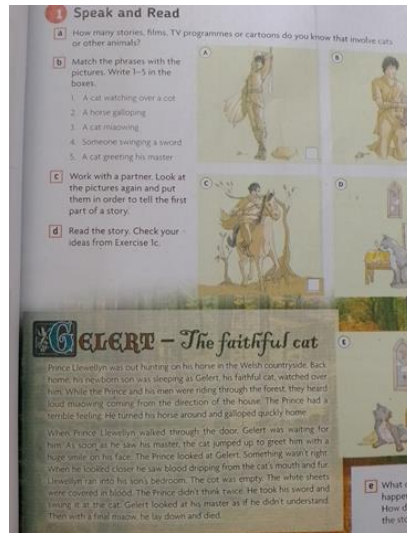 1 Speak and Read
a How many stories, films, TV programmes or cartoons do you know that involve cats
or other animals?
b Match the phrases with the
pictures. Write 1–5 in the
boxes.
1. A cat watching over a cot
2. A horse galloping
3. A cat miaowing
4. Someone swinging a sword
5. A cat greeting his master
c Work with a partner. Look at
the pictures again and put
them in order to tell the first
part of a story.
d Read the story. Check your
ideas from Exercise 1c.
A
B
C
D
E
GELERT – The faithful cat
Prince Llewellyn was out hunting on his horse in the Welsh countryside. Back
home, his newborn son was sleeping as Gelert, his faithful cat, watched over
him. While the Prince and his men were riding through the forest, they heard
loud miaowing coming from the direction of the house. The Prince had a
terrible feeling. He turned his horse around and galloped quickly home.
When Prince Llewellyn walked through the door, Gelert was waiting for
him. As soon as he saw his master, the cat jumped up to greet him with a
huge smile on his face. The Prince looked at Gelert. Something wasn't right.
When he looked closer he saw blood dripping from the cat's mouth and fur.
Llewellyn ran into his son's bedroom. The cot was empty. The white sheets
were covered in blood. The Prince didn't think twice. He took his sword and
swung it at the cat. Gelert looked at his master as if he didn't understand.
Then with a final miaow, he lay down and died.
e What
happe
How d
the sto